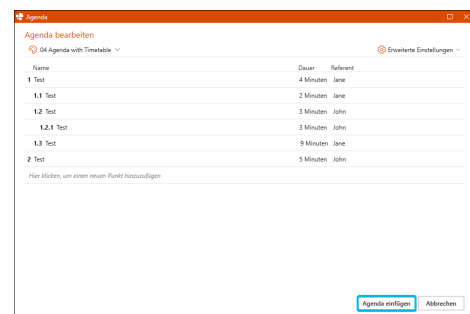 Agenda
Agenda bearbeiten
04 Agenda with Timetable
Erweiterte Einstellungen
Name Dauer Referent
1 Test 4 Minuten Jane
1.1 Test 2 Minuten Jane
1.2 Test 3 Minuten John
1.2.1 Test 3 Minuten John
1.3 Test 9 Minuten Jane
2 Test 5 Minuten John
Hier klicken, um einen neuen Punkt hinzuzufügen
Agenda einfügen Abbrechen